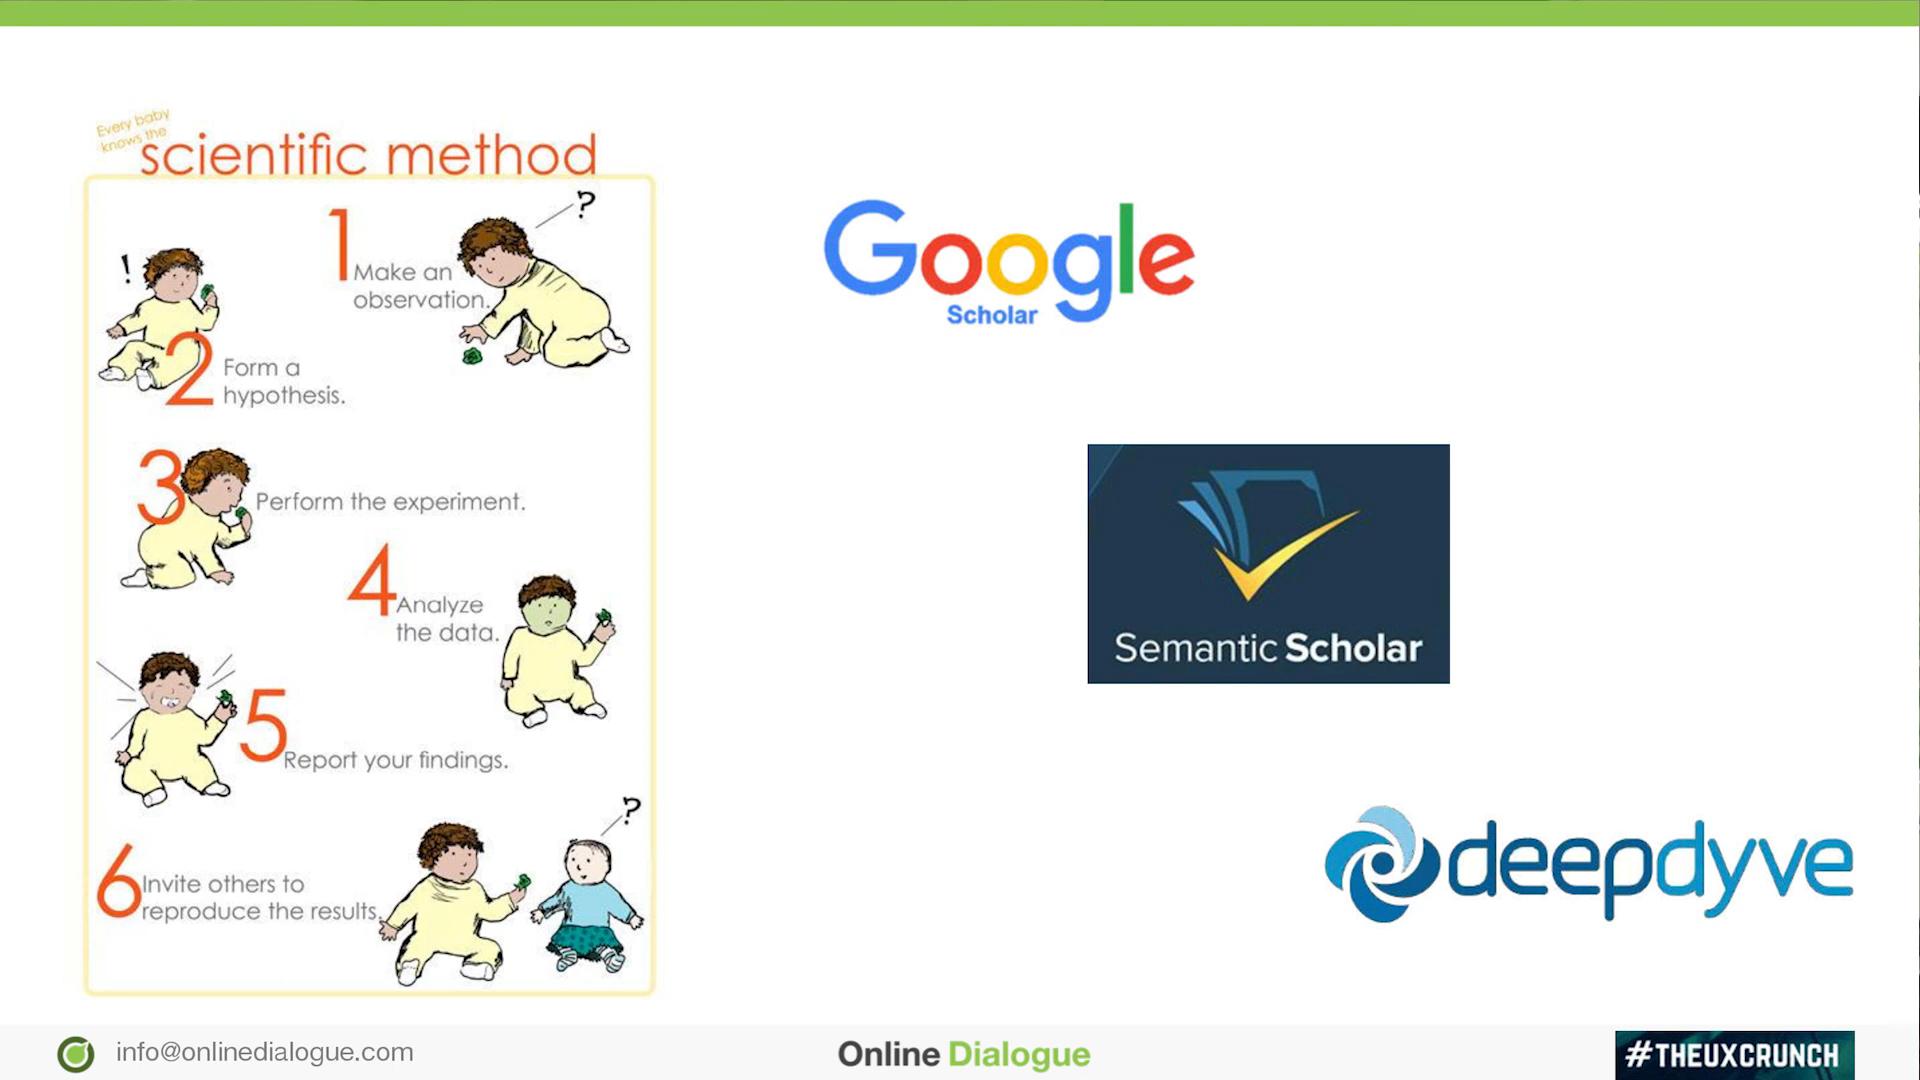 Every baby
knows the
scientific method
?
1
Make an
observation.
!
2
Form a
hypothesis.
3
Perform the experiment.
4
Analyze
the data.
5
Report your findings.
?
6
Invite others to
reproduce the results.
Google
Scholar
Semantic Scholar
deepdyve
info@onlinedialogue.com
Online Dialogue
#THEUXCRUNCH